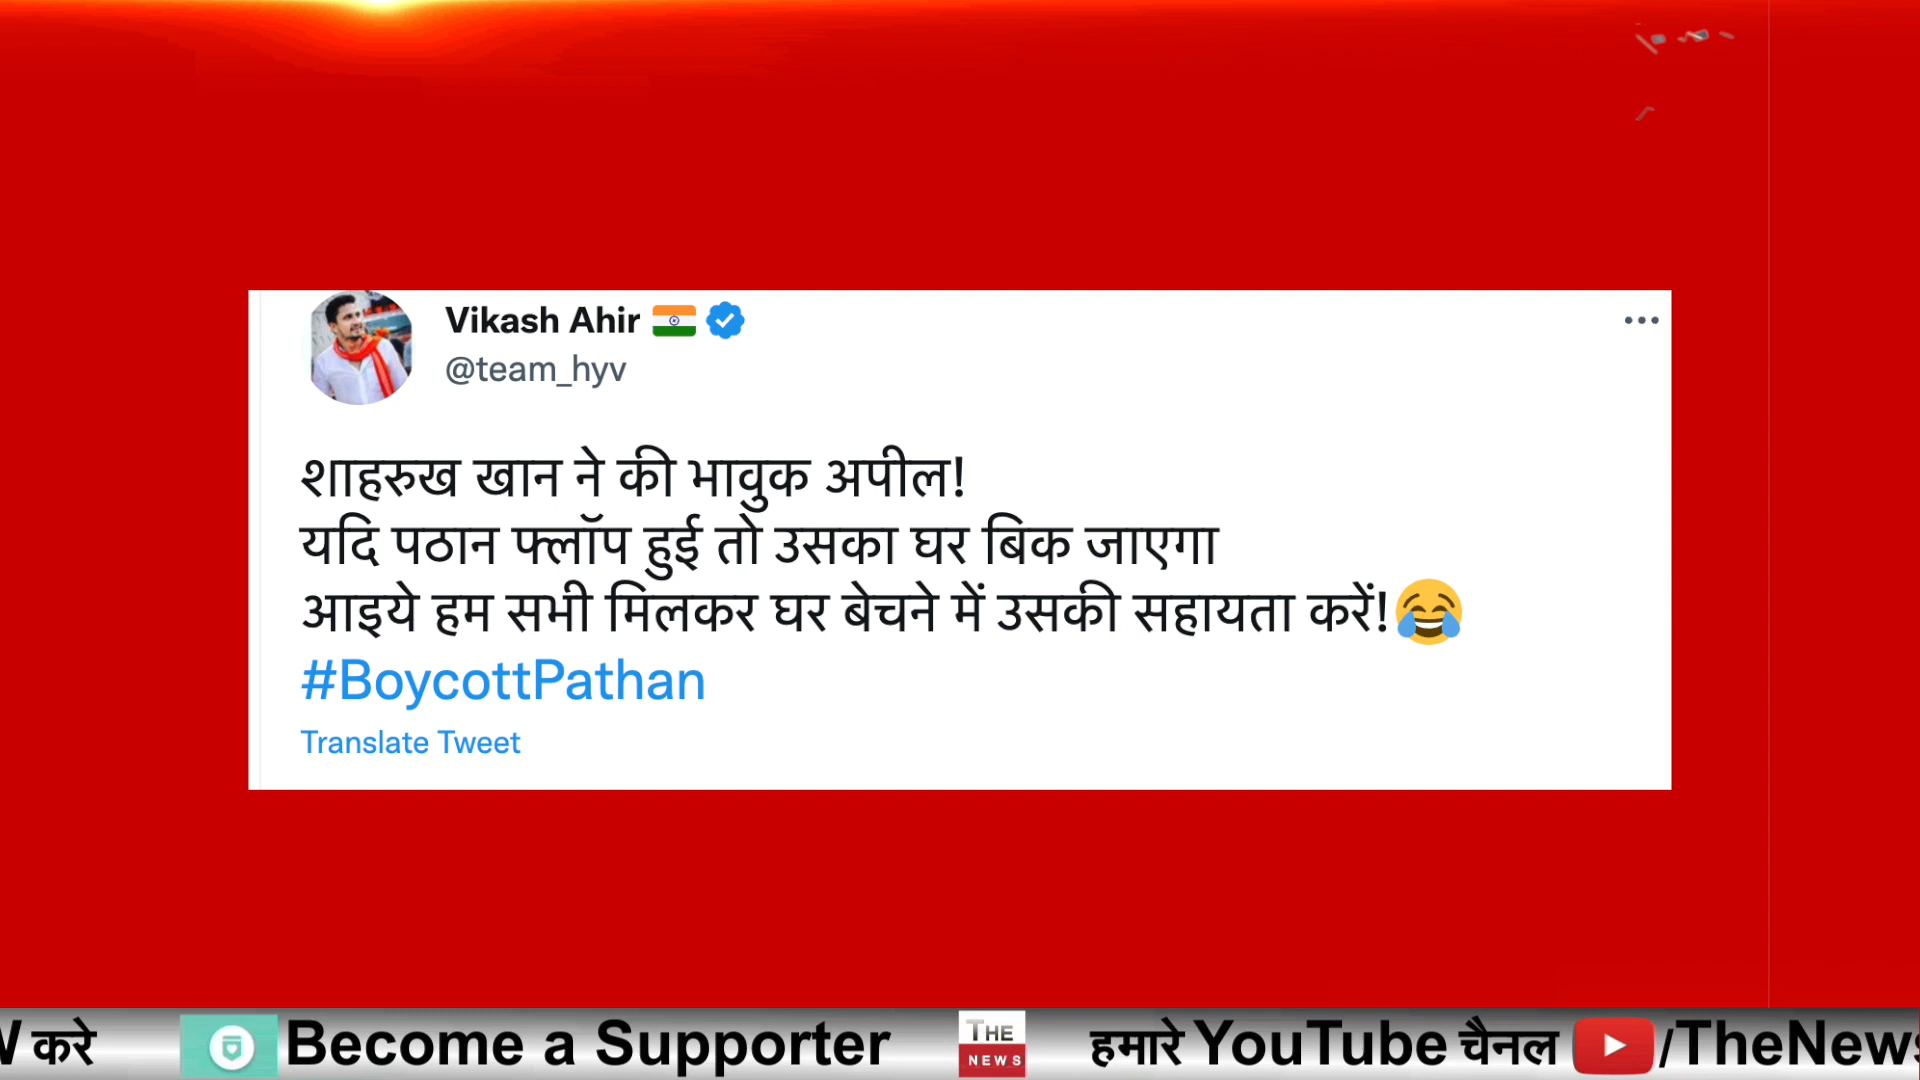 Vikash Ahir
@team_hyv
शाहरुख खान ने की भावुक अपील!
यदि पठान फ्लॉप हुई तो उसका घर बिक जाएगा
आइये हम सभी मिलकर घर बेचने में उसकी सहायता करें!😂
#BoycottPathan
Translate Tweet
करे Become a Supporter THE NEWS हमारे YouTube चैनल /TheNews